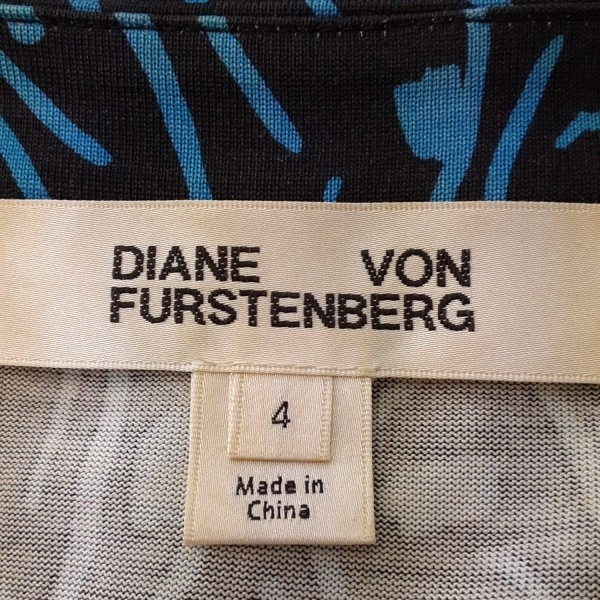 DIANE VON
FURSTENBERG
4
Made in
China